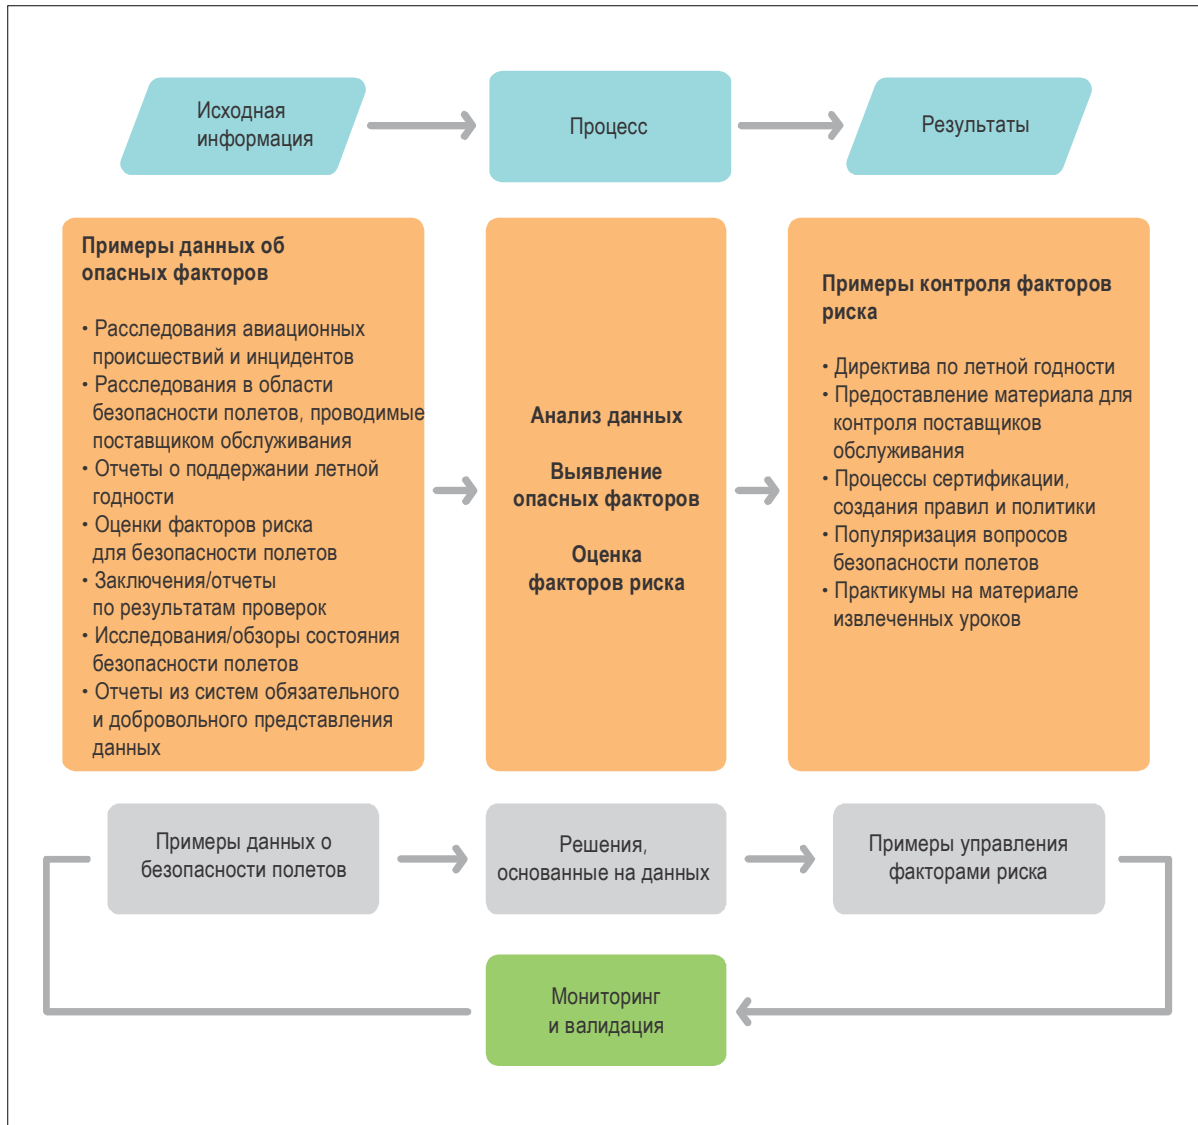 Исходная
информация
Процесс
Результаты
Примеры данных об
опасных факторов
• Расследования авиационных
происшествий и инцидентов
• Расследования в области
безопасности полетов, проводимые
поставщиком обслуживания
• Отчеты о поддержании летной
годности
• Оценки факторов риска
для безопасности полетов
• Заключения/отчеты
по результатам проверок
• Исследования/обзоры состояния
безопасности полетов
• Отчеты из систем обязательного
и добровольного представления
данных
Анализ данных
Выявление
опасных факторов
Оценка
факторов риска
Примеры контроля факторов
риска
• Директива по летной годности
• Предоставление материала для
контроля поставщиков
обслуживания
• Процессы сертификации,
создания правил и политики
• Популяризация вопросов
безопасности полетов
• Практикумы на материале
извлеченных уроков
Примеры данных о
безопасности полетов
Решения,
основанные на данных
Примеры управления
факторами риска
Мониторинг
и валидация